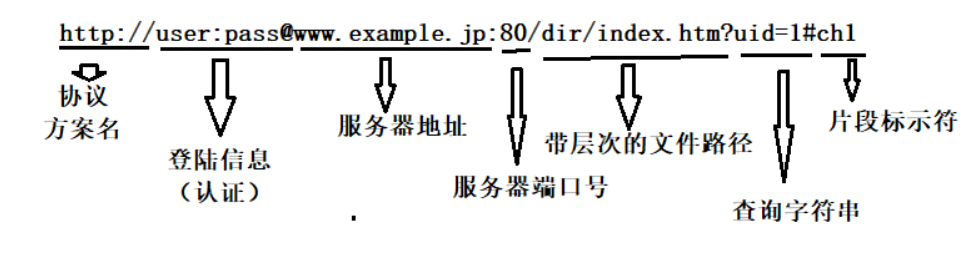 http://user:pass@www.example.jp:80/dir/index.htm?uid=1#ch1
协议
方案名
登陆信息
（认证）
服务器地址
服务器端口号
带层次的文件路径
查询字符串
片段标示符